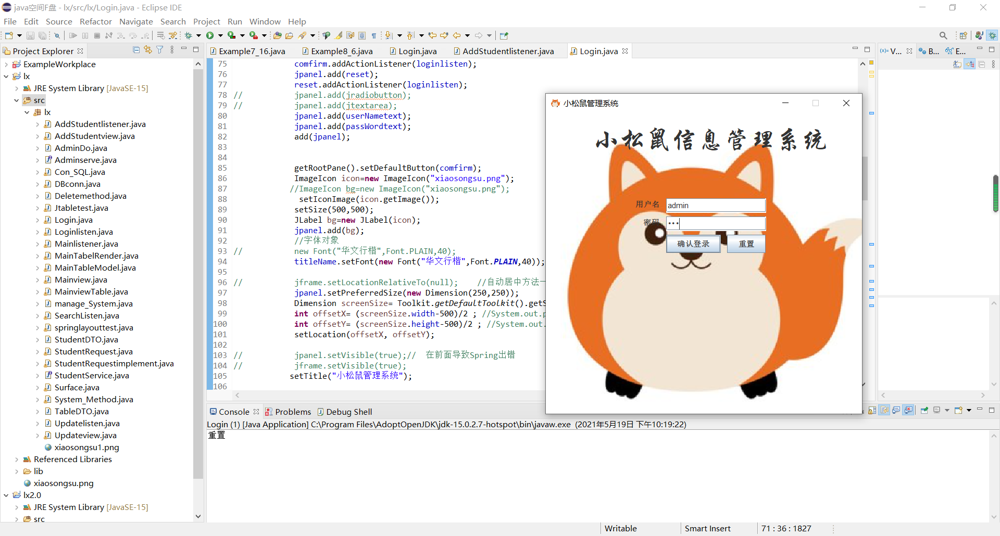 java空间F盘 - lx/src/lx/Login.java - Eclipse IDE
File Edit Source Refactor Navigate Search Project Run Window Help
Project Explorer
ExampleWorkplace
lx
JRE System Library [JavaSE-15]
src
lx
AddStudentlistener.java
AddStudentview.java
AdminDo.java
Adminserve.java
Con_SQL.java
DBconn.java
Deletemethod.java
Jtabletest.java
Login.java
Loginlisten.java
Mainlistener.java
MainTabelRender.java
MainTableModel.java
Mainview.java
MainviewTable.java
manage_System.java
SearchListen.java
springlayouttest.java
StudentDTO.java
StudentRequest.java
StudentRequestimplement.java
StudentService.java
Surface.java
System_Method.java
TableDTO.java
Updatelisten.java
Updateview.java
xiaosongsu1.png
Referenced Libraries
lib
xiaosongsu.png
lx2.0
JRE System Library [JavaSE-15]
src
Example7_16.java Example8_6.java Login.java AddStudentlistener.java Login.java
75 comfirm.addActionListener(loginlisten);
76 jpanel.add(reset);
77 reset.addActionListener(loginlisten);
78 // jpanel.add(jradiobutton);
79 // jpanel.add(jtextarea);
80 jpanel.add(userNametext);
81 jpanel.add(passWordtext);
82 add(jpanel);
83
84
85 getRootPane().setDefaultButton(comfirm);
86 ImageIcon icon=new ImageIcon("xiaosongsu.png");
87 //ImageIcon bg=new ImageIcon("xiaosongsu.png");
88 setIconImage(icon.getImage());
89 setSize(500,500);
90 JLabel bg=new JLabel(icon);
91 jpanel.add(bg);
92 //字体对象
93 // new Font("华文行楷",Font.PLAIN,40);
94 titleName.setFont(new Font("华文行楷",Font.PLAIN,40));
95
96 // jframe.setLocationRelativeTo(null); //自动居中方法一
97 jpanel.setPreferredSize(new Dimension(250,250));
98 Dimension screenSize= Toolkit.getDefaultToolkit().getS
99 int offsetX= (screenSize.width-500)/2 ; //System.out.p
100 int offsetY= (screenSize.height-500)/2 ; //System.out.
101 setLocation(offsetX, offsetY);
102
103 // jpanel.setVisible(true);// 在前面导致Spring出错
104 // jframe.setVisible(true);
105 setTitle("小松鼠管理系统");
106
小松鼠管理系统
小松鼠信息管理系统
用户名 admin
密码 •••
确认登录 重置
(x)= V... B... E...
Console Problems Debug Shell
Login (1) [Java Application] C:\Program Files\AdoptOpenJDK\jdk-15.0.2.7-hotspot\bin\javaw.exe (2021年5月19日 下午10:19:22)
重置
Writable Smart Insert 71 : 36 : 1827